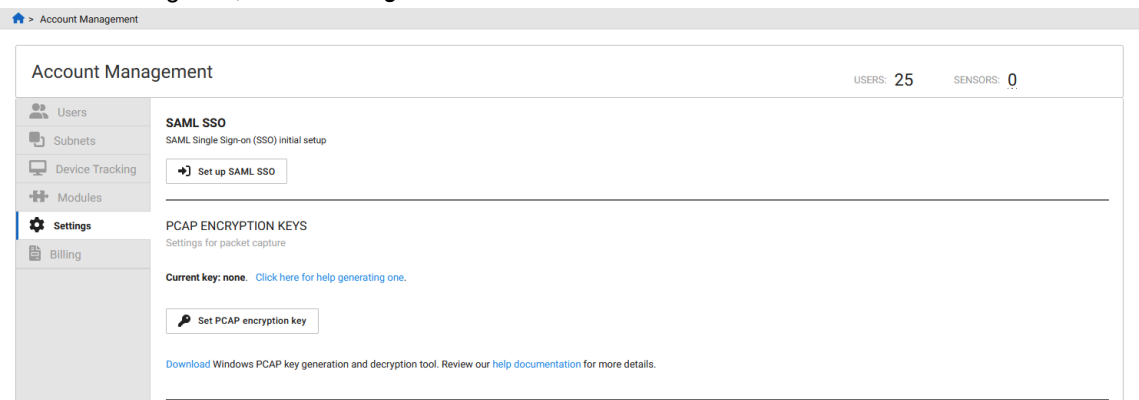 > Account Management
Account Management
USERS: 25
SENSORS: 0
Users
Subnets
Device Tracking
Modules
Settings
Billing
SAML SSO
SAML Single Sign-on (SSO) initial setup
Set up SAML SSO
PCAP ENCRYPTION KEYS
Settings for packet capture
Current key: none. Click here for help generating one.
Set PCAP encryption key
Download Windows PCAP key generation and decryption tool. Review our help documentation for more details.